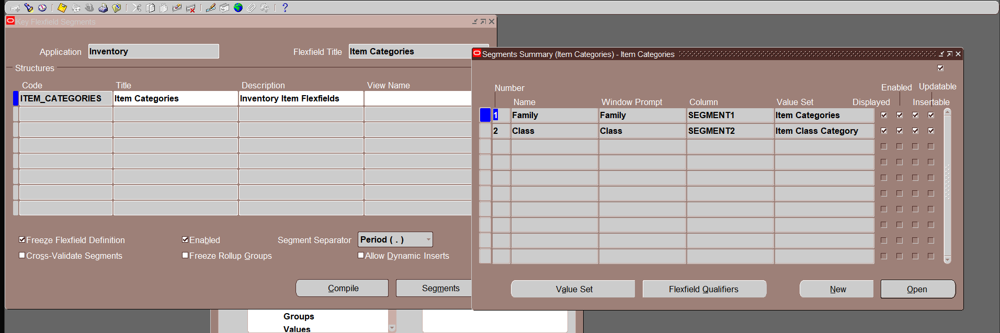 ?
Key Flexfield Segments
Application Inventory Flexfield Title Item Categories
Structures
Code Title Description View Name
ITEM_CATEGORIES Item Categories Inventory Item Flexfields
Freeze Flexfield Definition Enabled Segment Separator Period ( . )
Cross-Validate Segments Freeze Rollup Groups Allow Dynamic Inserts
Compile Segments
Segments Summary (Item Categories) - Item Categories
Number Enabled Updatable
Name Window Prompt Column Value Set Displayed Insertable
1 Family Family SEGMENT1 Item Categories
2 Class Class SEGMENT2 Item Class Category
Value Set Flexfield Qualifiers New Open
Groups
Values